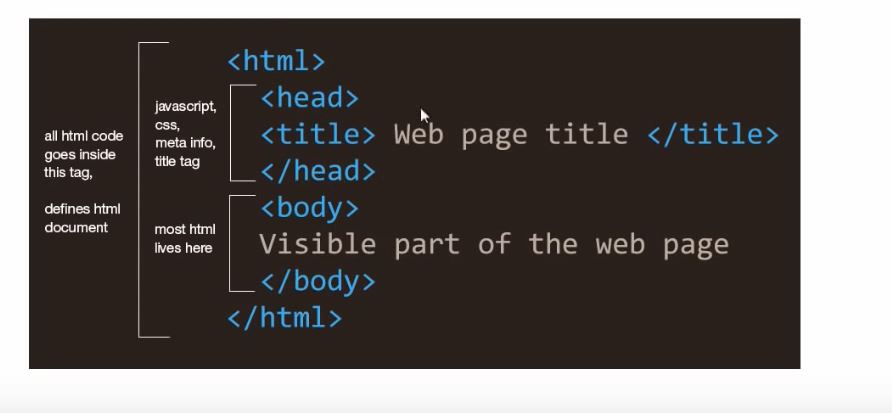 <html>
<head>
<title> Web page title </title>
</head>
<body>
Visible part of the web page
</body>
</html>
all html code
goes inside
this tag,
defines html
document
javascript,
css,
meta info,
title tag
most html
lives here